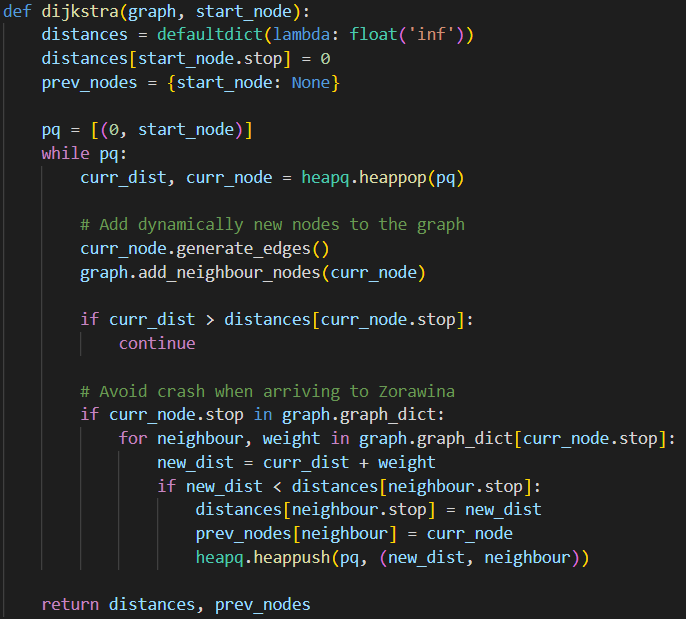 def dijkstra(graph, start_node):
    distances = defaultdict(lambda: float('inf'))
    distances[start_node.stop] = 0
    prev_nodes = {start_node: None}

    pq = [(0, start_node)]
    while pq:
        curr_dist, curr_node = heapq.heappop(pq)

        # Add dynamically new nodes to the graph
        curr_node.generate_edges()
        graph.add_neighbour_nodes(curr_node)

        if curr_dist > distances[curr_node.stop]:
            continue

        # Avoid crash when arriving to Zorawina
        if curr_node.stop in graph.graph_dict:
            for neighbour, weight in graph.graph_dict[curr_node.stop]:
                new_dist = curr_dist + weight
                if new_dist < distances[neighbour.stop]:
                    distances[neighbour.stop] = new_dist
                    prev_nodes[neighbour] = curr_node
                    heapq.heappush(pq, (new_dist, neighbour))

    return distances, prev_nodes